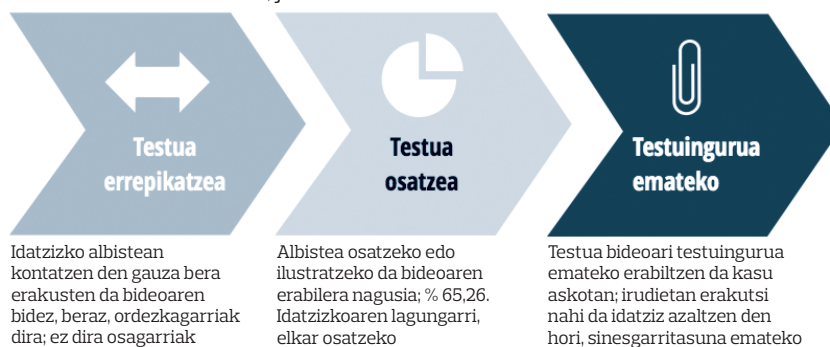 Testua
errepikatzea
Testua
osatzea
Testuingurua
emateko
Idatzizko albistean
kontatzen den gauza bera
erakusten da bideoaren
bidez, beraz, ordezkagarriak
dira; ez dira osagarriak
Albistea osatzeko edo
ilustratzeko da bideoaren
erabilera nagusia; % 65,26.
Idatzizkoaren lagungarri,
elkar osatzeko
Testua bideoari testuingurua
emateko erabiltzen da kasu
askotan; irudietan erakutsi
nahi da idatziz azaltzen den
hori, sinesgarritasuna emateko